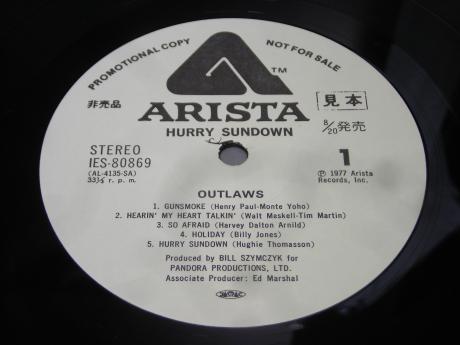 PROMOTIONAL COPY NOT FOR SALE
TM
非売品
ARISTA
見本
HURRY SUNDOWN
8/20発売
STEREO
IES-80869
(AL-4135-SA)
33⅓ r. p. m.
1
Ⓟ 1977 Arista
Records, Inc.
OUTLAWS
1. GUNSMOKE (Henry Paul-Monte Yoho)
2. HEARIN' MY HEART TALKIN' (Walt Meskell-Tim Martin)
3. SO AFRAID (Harvey Dalton Arnild)
4. HOLIDAY (Billy Jones)
5. HURRY SUNDOWN (Hughie Thomasson)
Produced by BILL SZYMCZYK for
PANDORA PRODUCTIONS, LTD.
Associate Producer: Ed Marshal